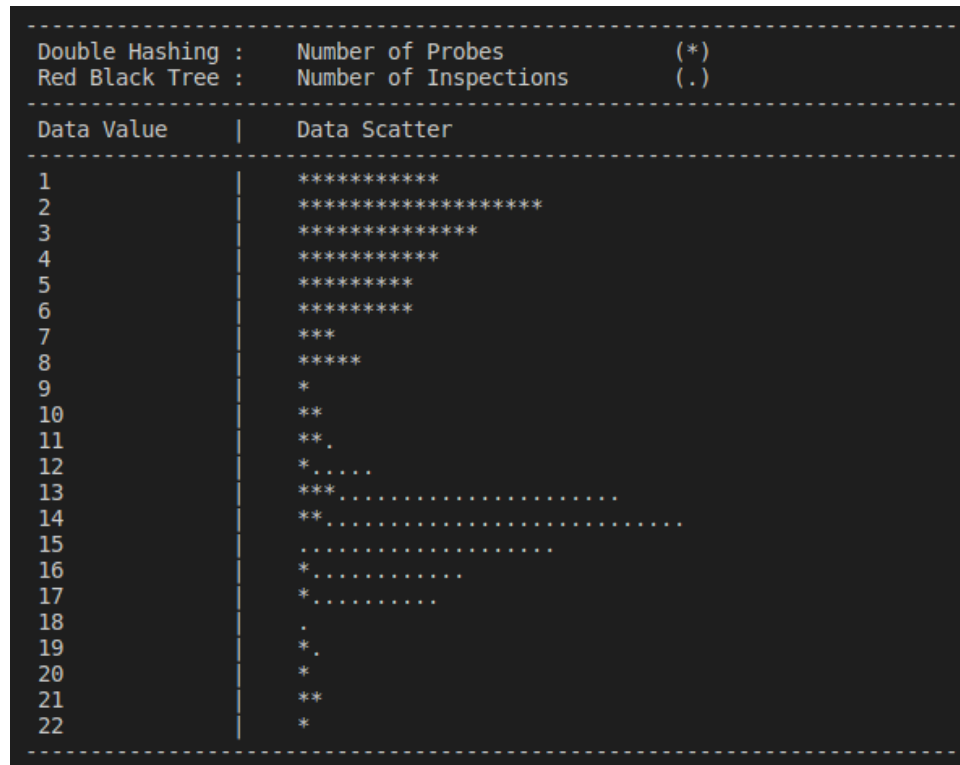 ------------------------------------------------------------------------
Double Hashing :    Number of Probes             (*)
Red Black Tree :    Number of Inspections        (.)
------------------------------------------------------------------------
Data Value     |    Data Scatter
------------------------------------------------------------------------
1              |    ***********
2              |    *******************
3              |    **************
4              |    ***********
5              |    *********
6              |    *********
7              |    ***
8              |    *****
9              |    *
10             |    **
11             |    **.
12             |    *.....
13             |    ***......................
14             |    **............................
15             |    ....................
16             |    *............
17             |    *..........
18             |    .
19             |    *.
20             |    *
21             |    **
22             |    *
------------------------------------------------------------------------